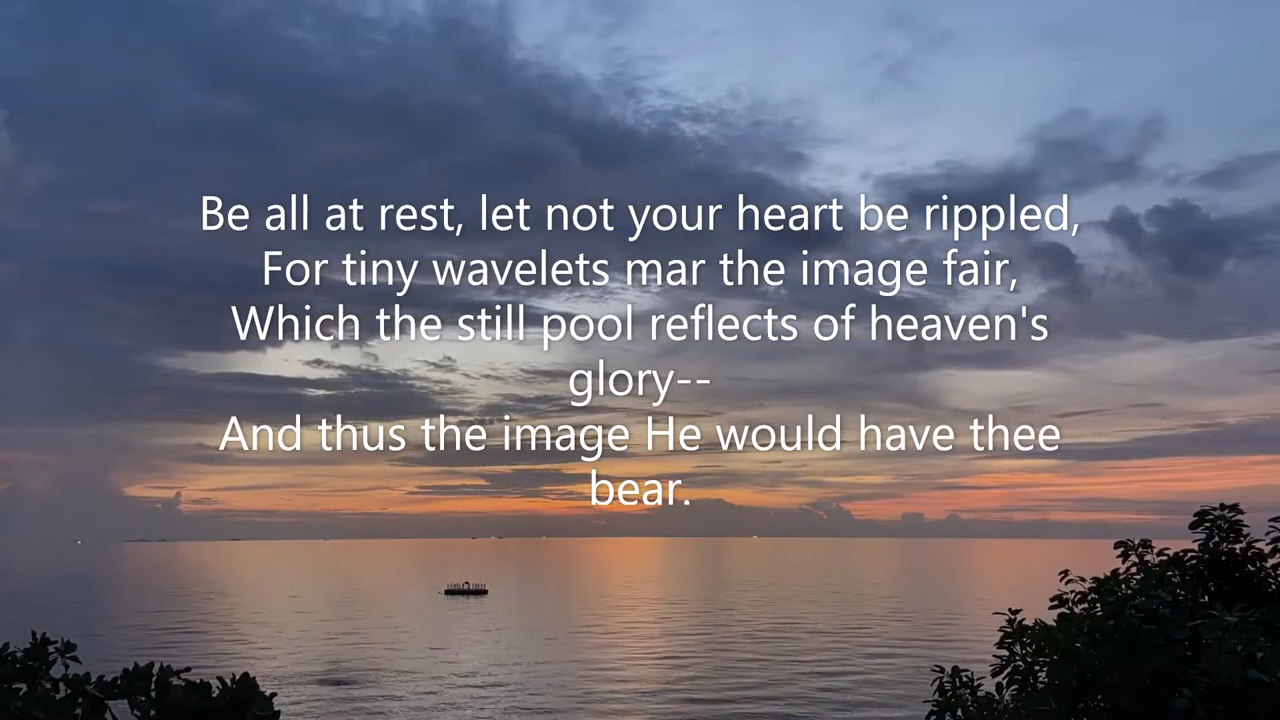 Be all at rest, let not your heart be rippled,
For tiny wavelets mar the image fair,
Which the still pool reflects of heaven's
glory--
And thus the image He would have thee
bear.